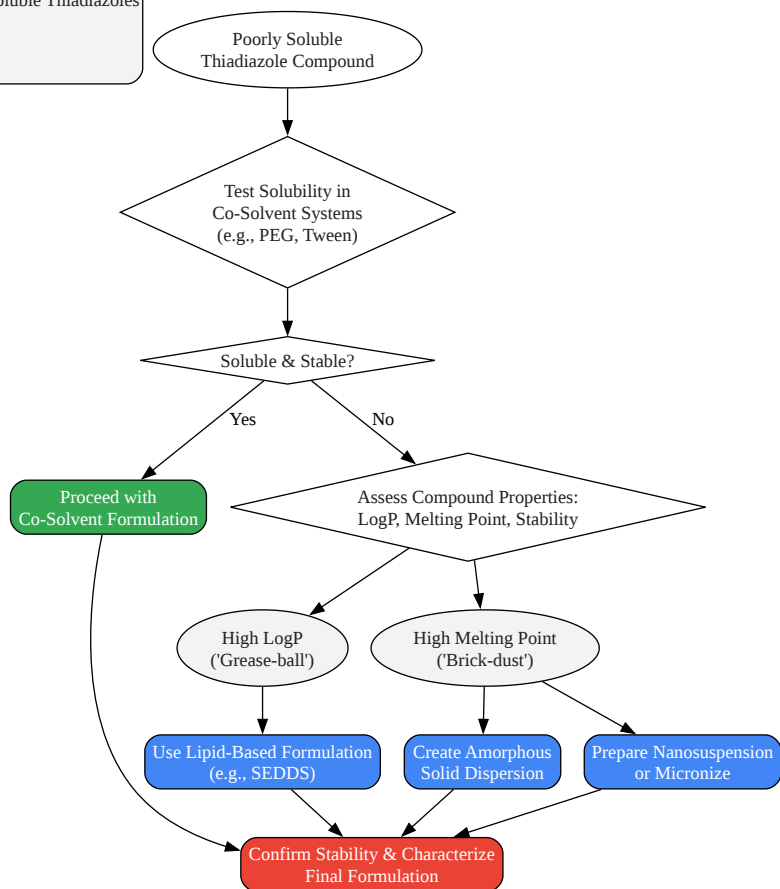 Thiadiazoles
Poorly Soluble
Thiadiazole Compound
Test Solubility in
Co-Solvent Systems
(e.g., PEG, Tween)
Soluble & Stable?
Yes
No
Proceed with
Co-Solvent Formulation
Assess Compound Properties:
LogP, Melting Point, Stability
High LogP
('Grease-ball')
High Melting Point
('Brick-dust')
Use Lipid-Based Formulation
(e.g., SEDDS)
Create Amorphous
Solid Dispersion
Prepare Nanosuspension
or Micronize
Confirm Stability & Characterize
Final Formulation